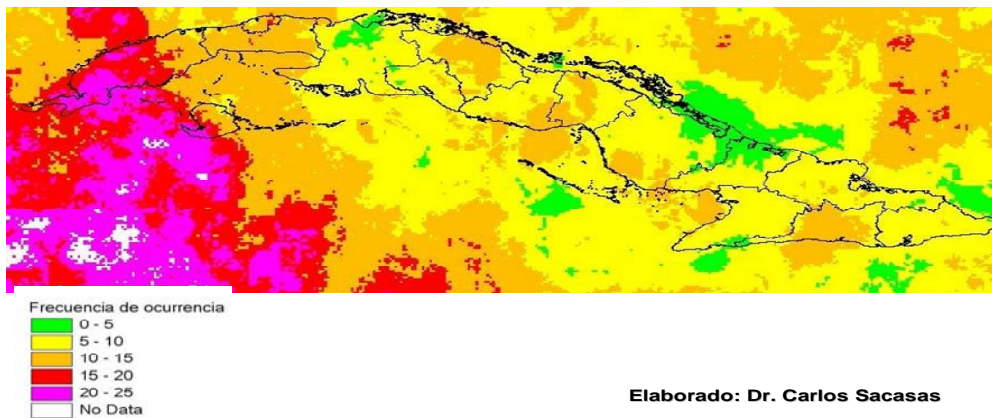 Frecuencia de ocurrencia
0 - 5
5 - 10
10 - 15
15 - 20
20 - 25
No Data
Elaborado: Dr. Carlos Sacasas